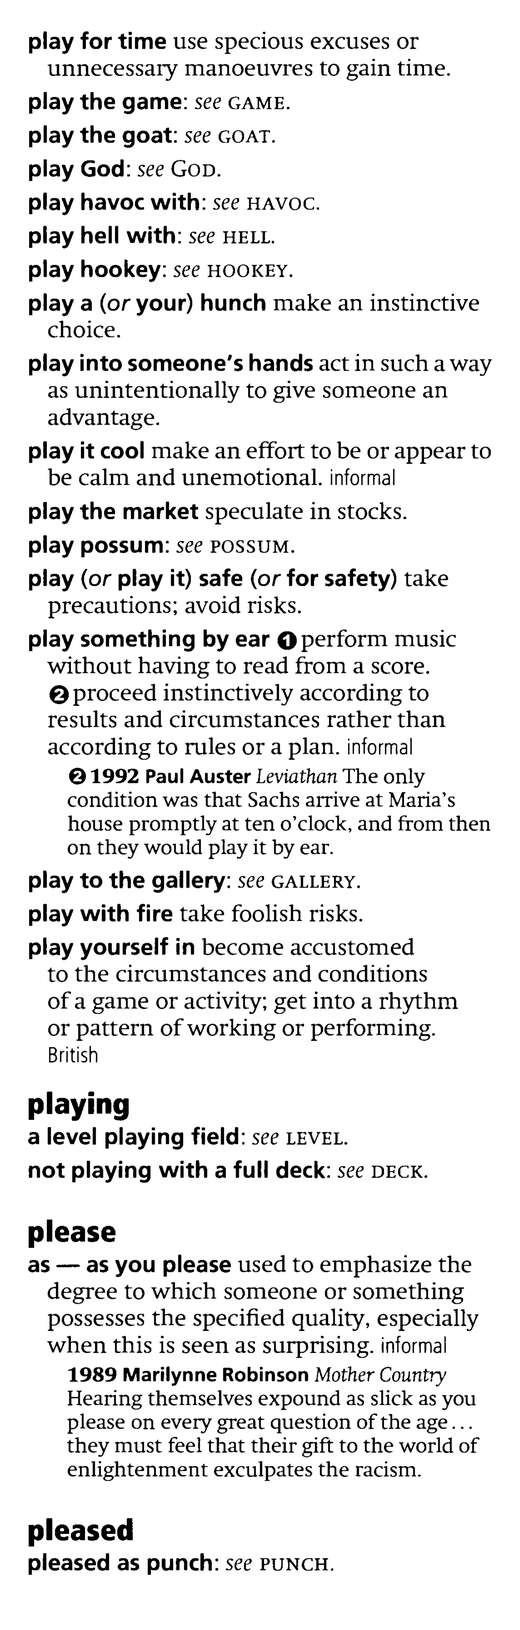 play for time use specious excuses or
unnecessary manoeuvres to gain time.
play the game: see GAME.
play the goat: see GOAT.
play God: see GOD.
play havoc with: see HAVOC.
play hell with: see HELL.
play hookey: see HOOKEY.
play a (or your) hunch make an instinctive
choice.
play into someone's hands act in such a way
as unintentionally to give someone an
advantage.
play it cool make an effort to be or appear to
be calm and unemotional. informal
play the market speculate in stocks.
play possum: see POSSUM.
play (or play it) safe (or for safety) take
precautions; avoid risks.
play something by ear ❶ perform music
without having to read from a score.
❷ proceed instinctively according to
results and circumstances rather than
according to rules or a plan. informal
❷ 1992 Paul Auster Leviathan The only
condition was that Sachs arrive at Maria's
house promptly at ten o'clock, and from then
on they would play it by ear.
play to the gallery: see GALLERY.
play with fire take foolish risks.
play yourself in become accustomed
to the circumstances and conditions
of a game or activity; get into a rhythm
or pattern of working or performing.
British
playing
a level playing field: see LEVEL.
not playing with a full deck: see DECK.
please
as — as you please used to emphasize the
degree to which someone or something
possesses the specified quality, especially
when this is seen as surprising. informal
1989 Marilynne Robinson Mother Country
Hearing themselves expound as slick as you
please on every great question of the age...
they must feel that their gift to the world of
enlightenment exculpates the racism.
pleased
pleased as punch: see PUNCH.